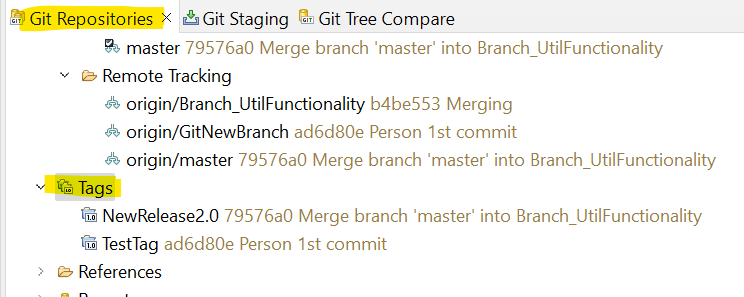 Git Repositories Git Staging Git Tree Compare
master 79576a0 Merge branch 'master' into Branch_UtilFunctionality
Remote Tracking
origin/Branch_UtilFunctionality b4be553 Merging
origin/GitNewBranch ad6d80e Person 1st commit
origin/master 79576a0 Merge branch 'master' into Branch_UtilFunctionality
Tags
NewRelease2.0 79576a0 Merge branch 'master' into Branch_UtilFunctionality
TestTag ad6d80e Person 1st commit
References